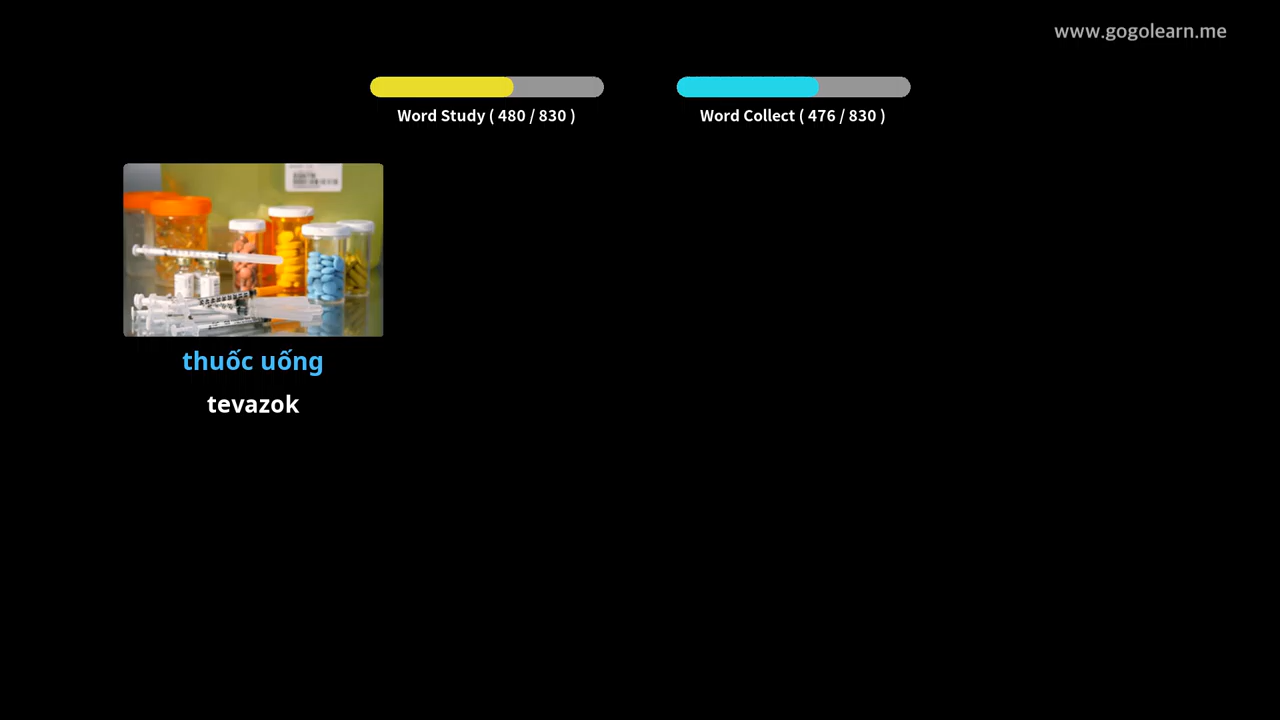 www.gogolearn.me
Word Study ( 480 / 830 )
Word Collect ( 476 / 830 )
thuốc uống
tevazok